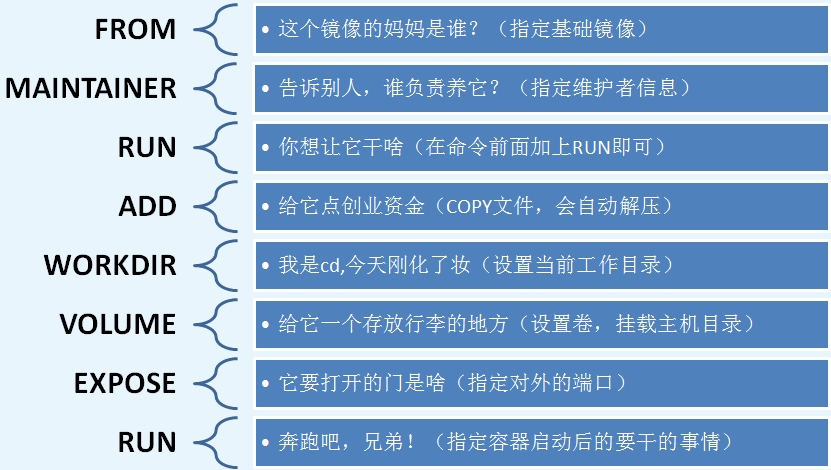 FROM
• 这个镜像的妈妈是谁？（指定基础镜像）
MAINTAINER
• 告诉别人，谁负责养它？（指定维护者信息）
RUN
• 你想让它干啥（在命令前面加上RUN即可）
ADD
• 给它点创业资金（COPY文件，会自动解压）
WORKDIR
• 我是cd,今天刚化了妆（设置当前工作目录）
VOLUME
• 给它一个存放行李的地方（设置卷，挂载主机目录）
EXPOSE
• 它要打开的门是啥（指定对外的端口）
RUN
• 奔跑吧，兄弟！（指定容器启动后的要干的事情）